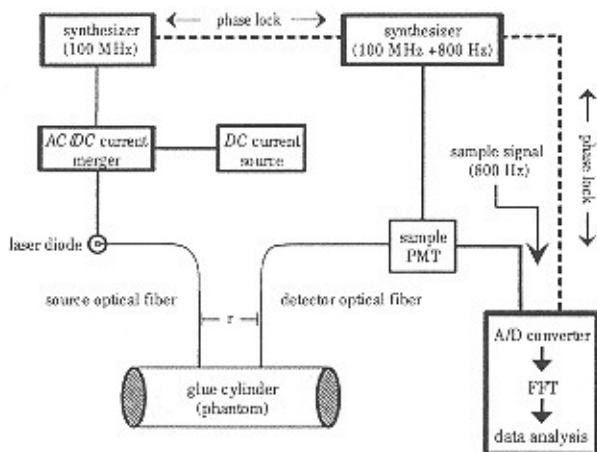 phase lock
synthesizer
(100 MHz)
synthesizer
(100 MHz +800 Hz)
AC/DC current
merger
DC current
source
sample signal
(800 Hz)
phase lock
laser diode
sample
PMT
source optical fiber
detector optical fiber
r
A/D converter
FFT
data analysis
glue cylinder
(phantom)